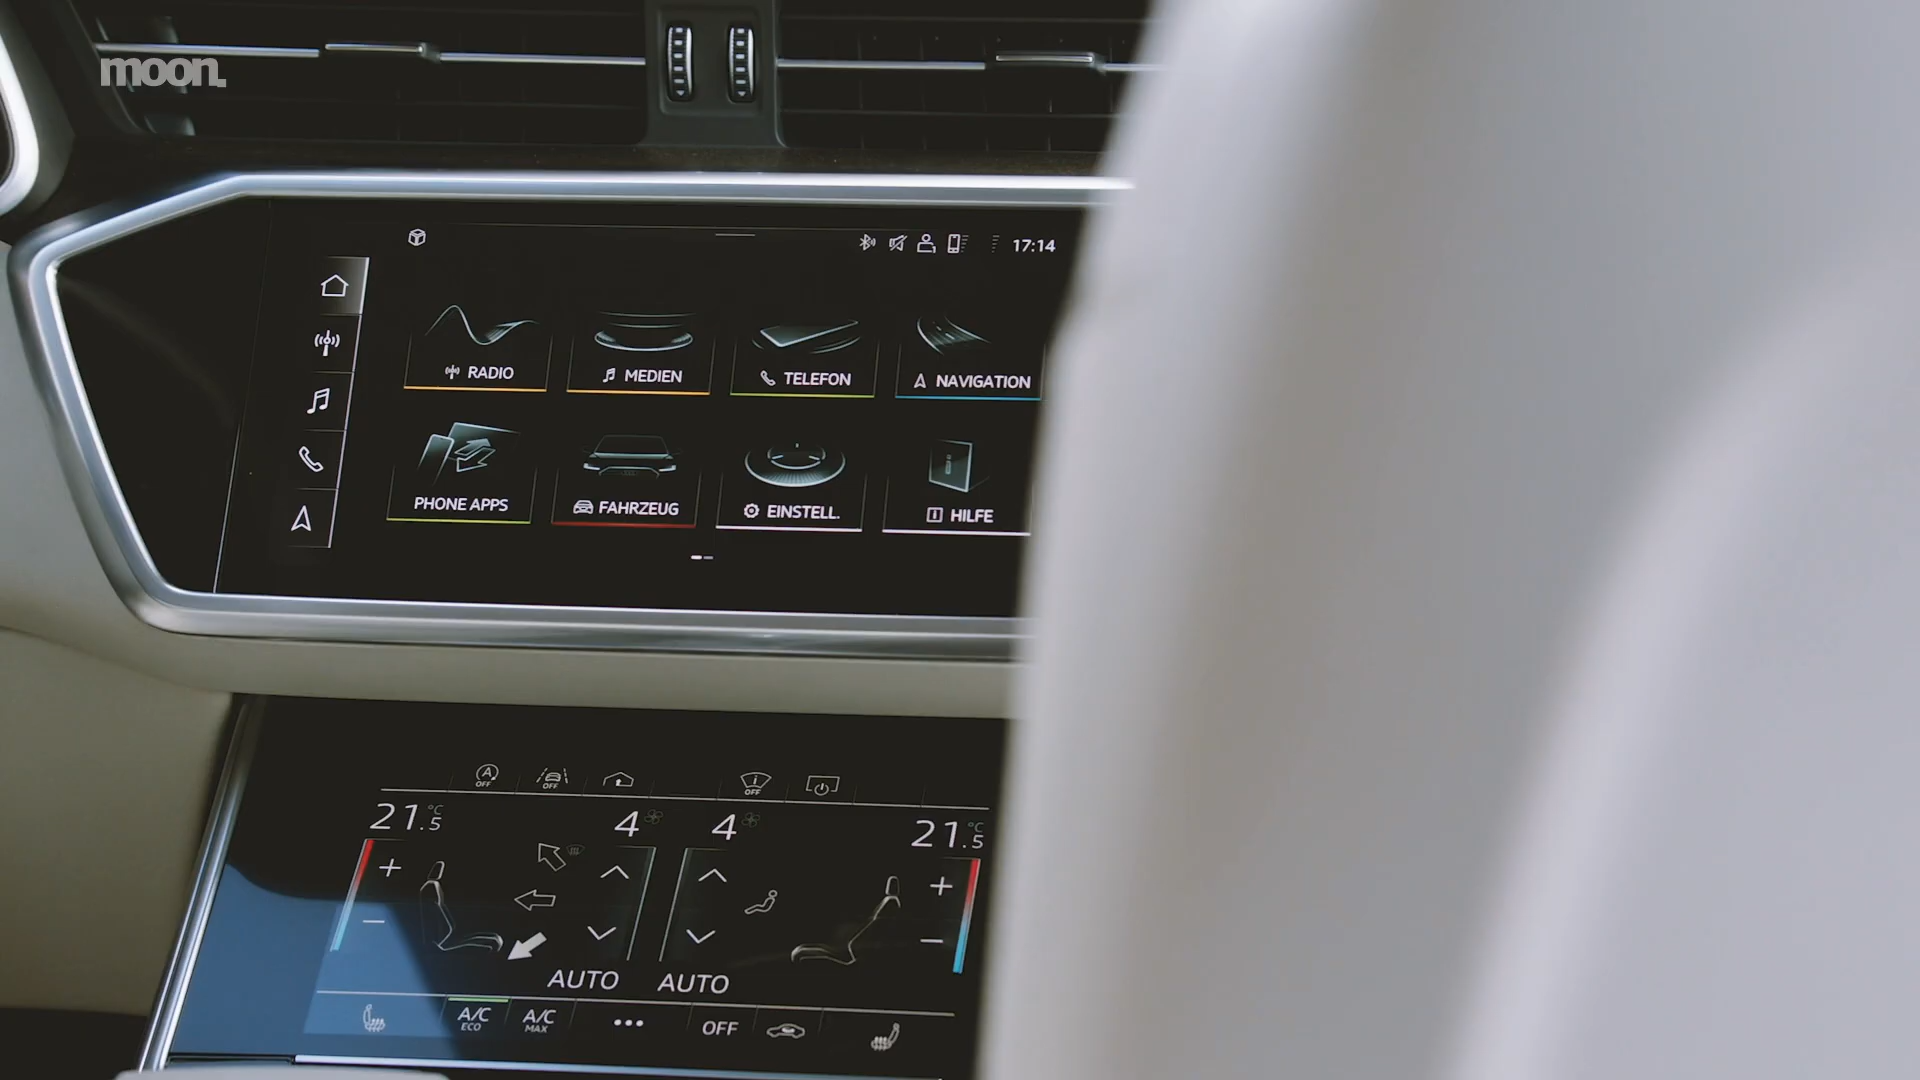 moon.
17:14
RADIO
MEDIEN
TELEFON
NAVIGATION
PHONE APPS
FAHRZEUG
EINSTELL.
HILFE
A
OFF
OFF
OFF
21.5 °C
4
4
21.5 °C
AUTO
AUTO
A/C
ECO
A/C
MAX
OFF